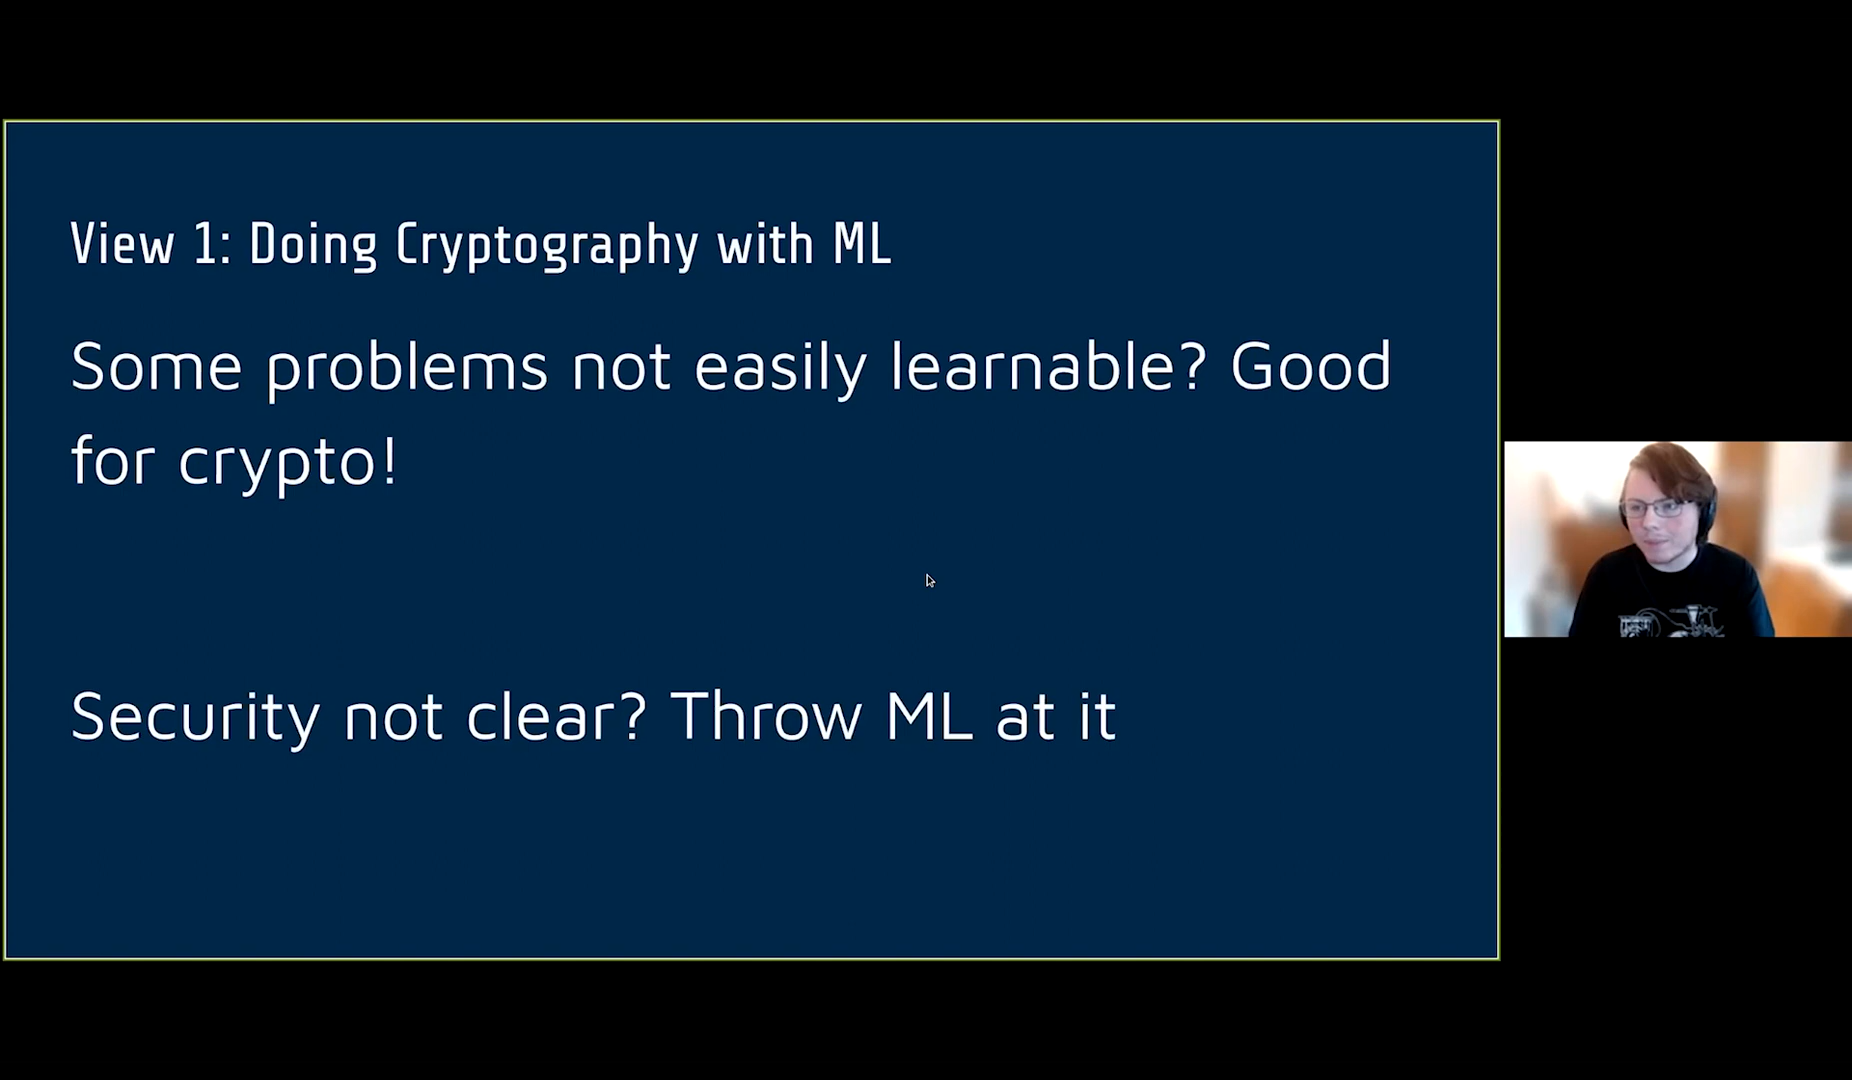 View 1: Doing Cryptography with ML
Some problems not easily learnable? Good
for crypto!
Security not clear? Throw ML at it